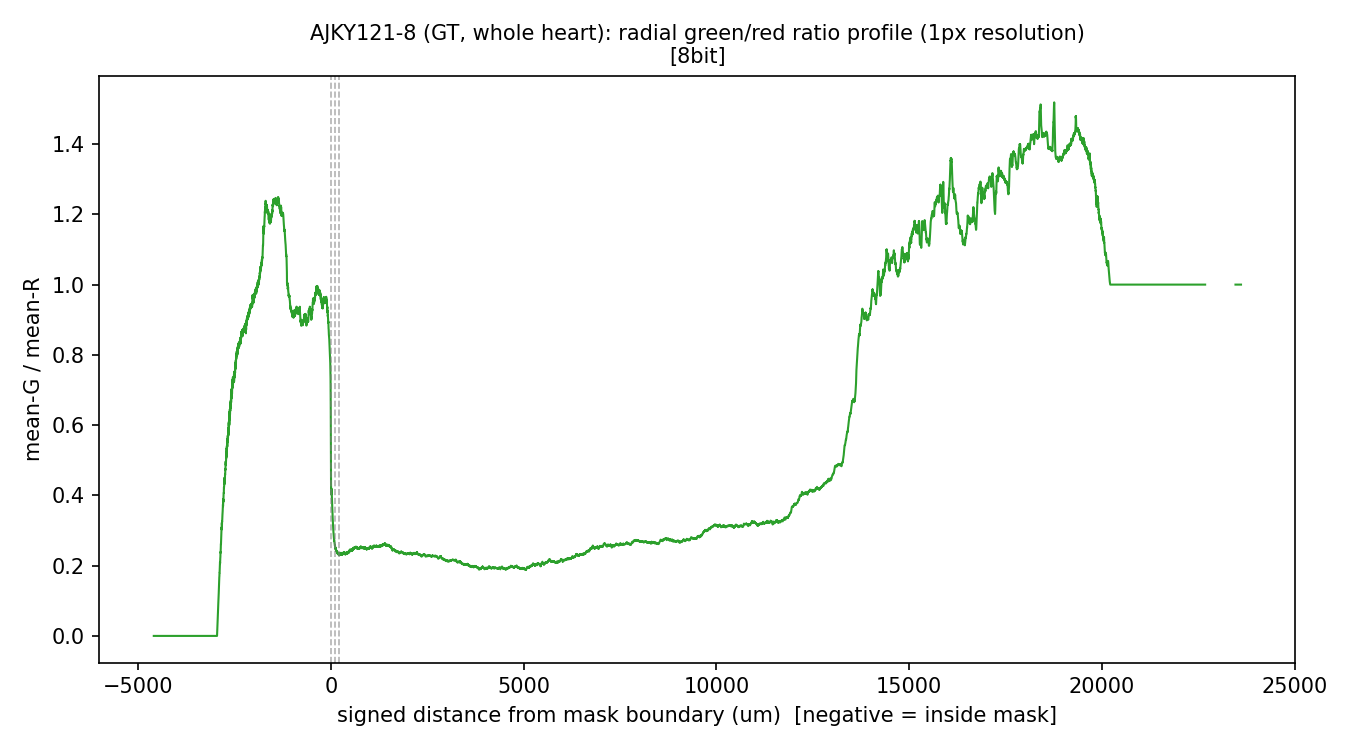 AJKY121-8 (GT, whole heart): radial green/red ratio profile (1px resolution)
[8bit]
mean-G / mean-R
1.4
1.2
1.0
0.8
0.6
0.4
0.2
0.0
−5000 0 5000 10000 15000 20000 25000
signed distance from mask boundary (um)  [negative = inside mask]